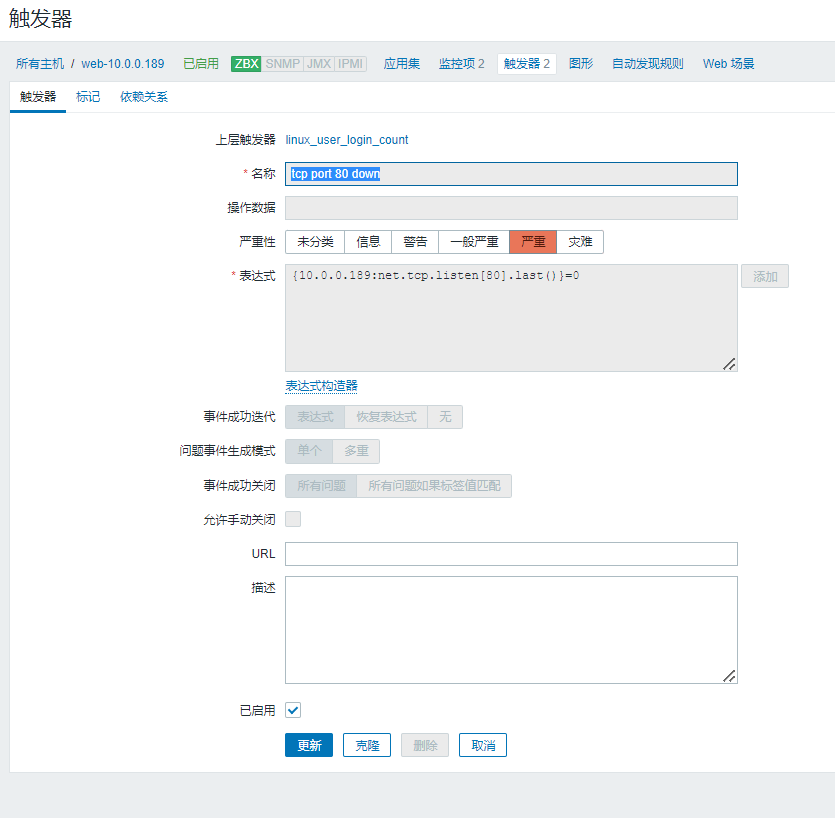 触发器
所有主机 / web-10.0.0.189 已启用 ZBX SNMP JMX IPMI 应用集 监控项 2 触发器 2 图形 自动发现规则 Web 场景
触发器 标记 依赖关系
上层触发器 linux_user_login_count
* 名称 tcp port 80 down
操作数据
严重性 未分类 信息 警告 一般严重 严重 灾难
* 表达式 {10.0.0.189:net.tcp.listen[80].last()}=0 添加
表达式构造器
事件成功迭代 表达式 恢复表达式 无
问题事件生成模式 单个 多重
事件成功关闭 所有问题 所有问题如果标签值匹配
允许手动关闭
URL
描述
已启用
更新 克隆 删除 取消